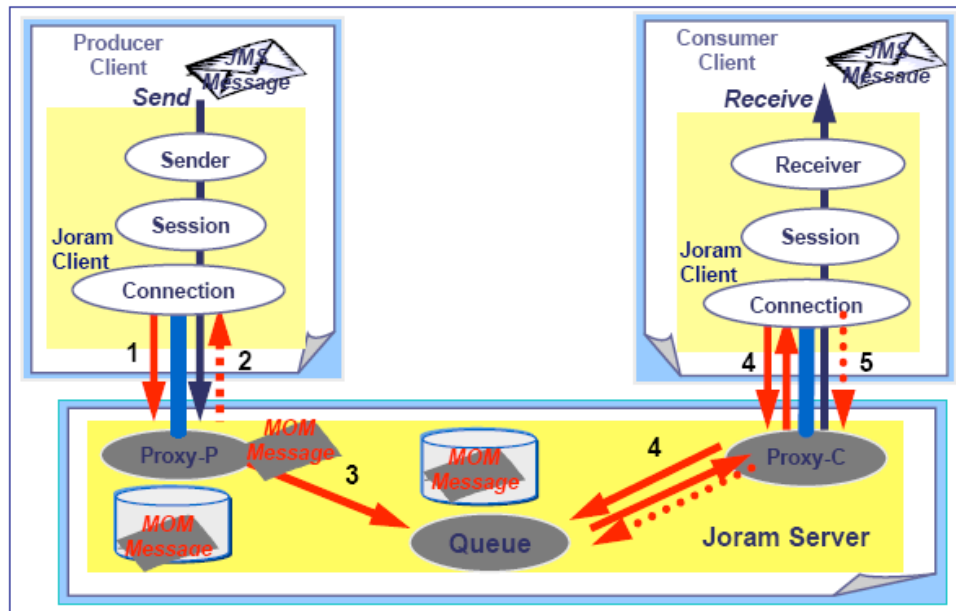 Producer
Client
JMS
Message
Send
Sender
Session
Joram
Client
Connection
1
2
Consumer
Client
JMS
Message
Receive
Receiver
Session
Joram
Client
Connection
4
5
Proxy-P
MOM
Message
3
MOM
Message
MOM
Message
4
Proxy-C
Queue
Joram Server